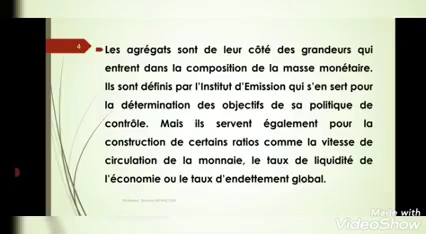 4
Les agrégats sont de leur côté des grandeurs qui
entrent dans la composition de la masse monétaire.
Ils sont définis par l'Institut d'Emission qui s'en sert pour
la détermination des objectifs de sa politique de
contrôle. Mais ils servent également pour la
construction de certains ratios comme la vitesse de
circulation de la monnaie, le taux de liquidité de
l'économie ou le taux d'endettement global.
Made with
VideoShow